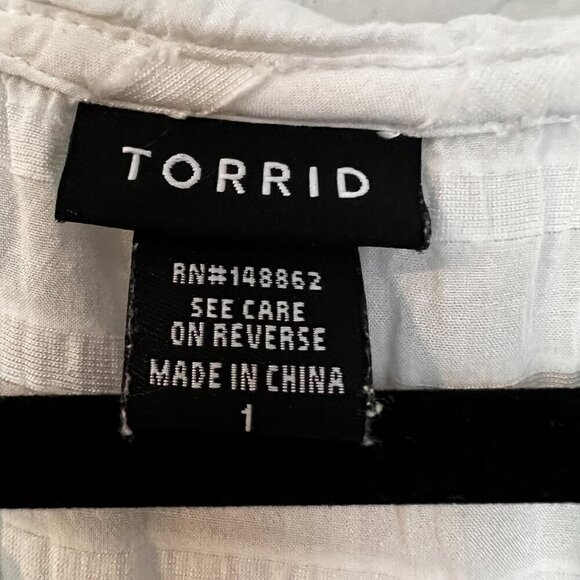 TORRID
RN#148862
SEE CARE
ON REVERSE
MADE IN CHINA
1